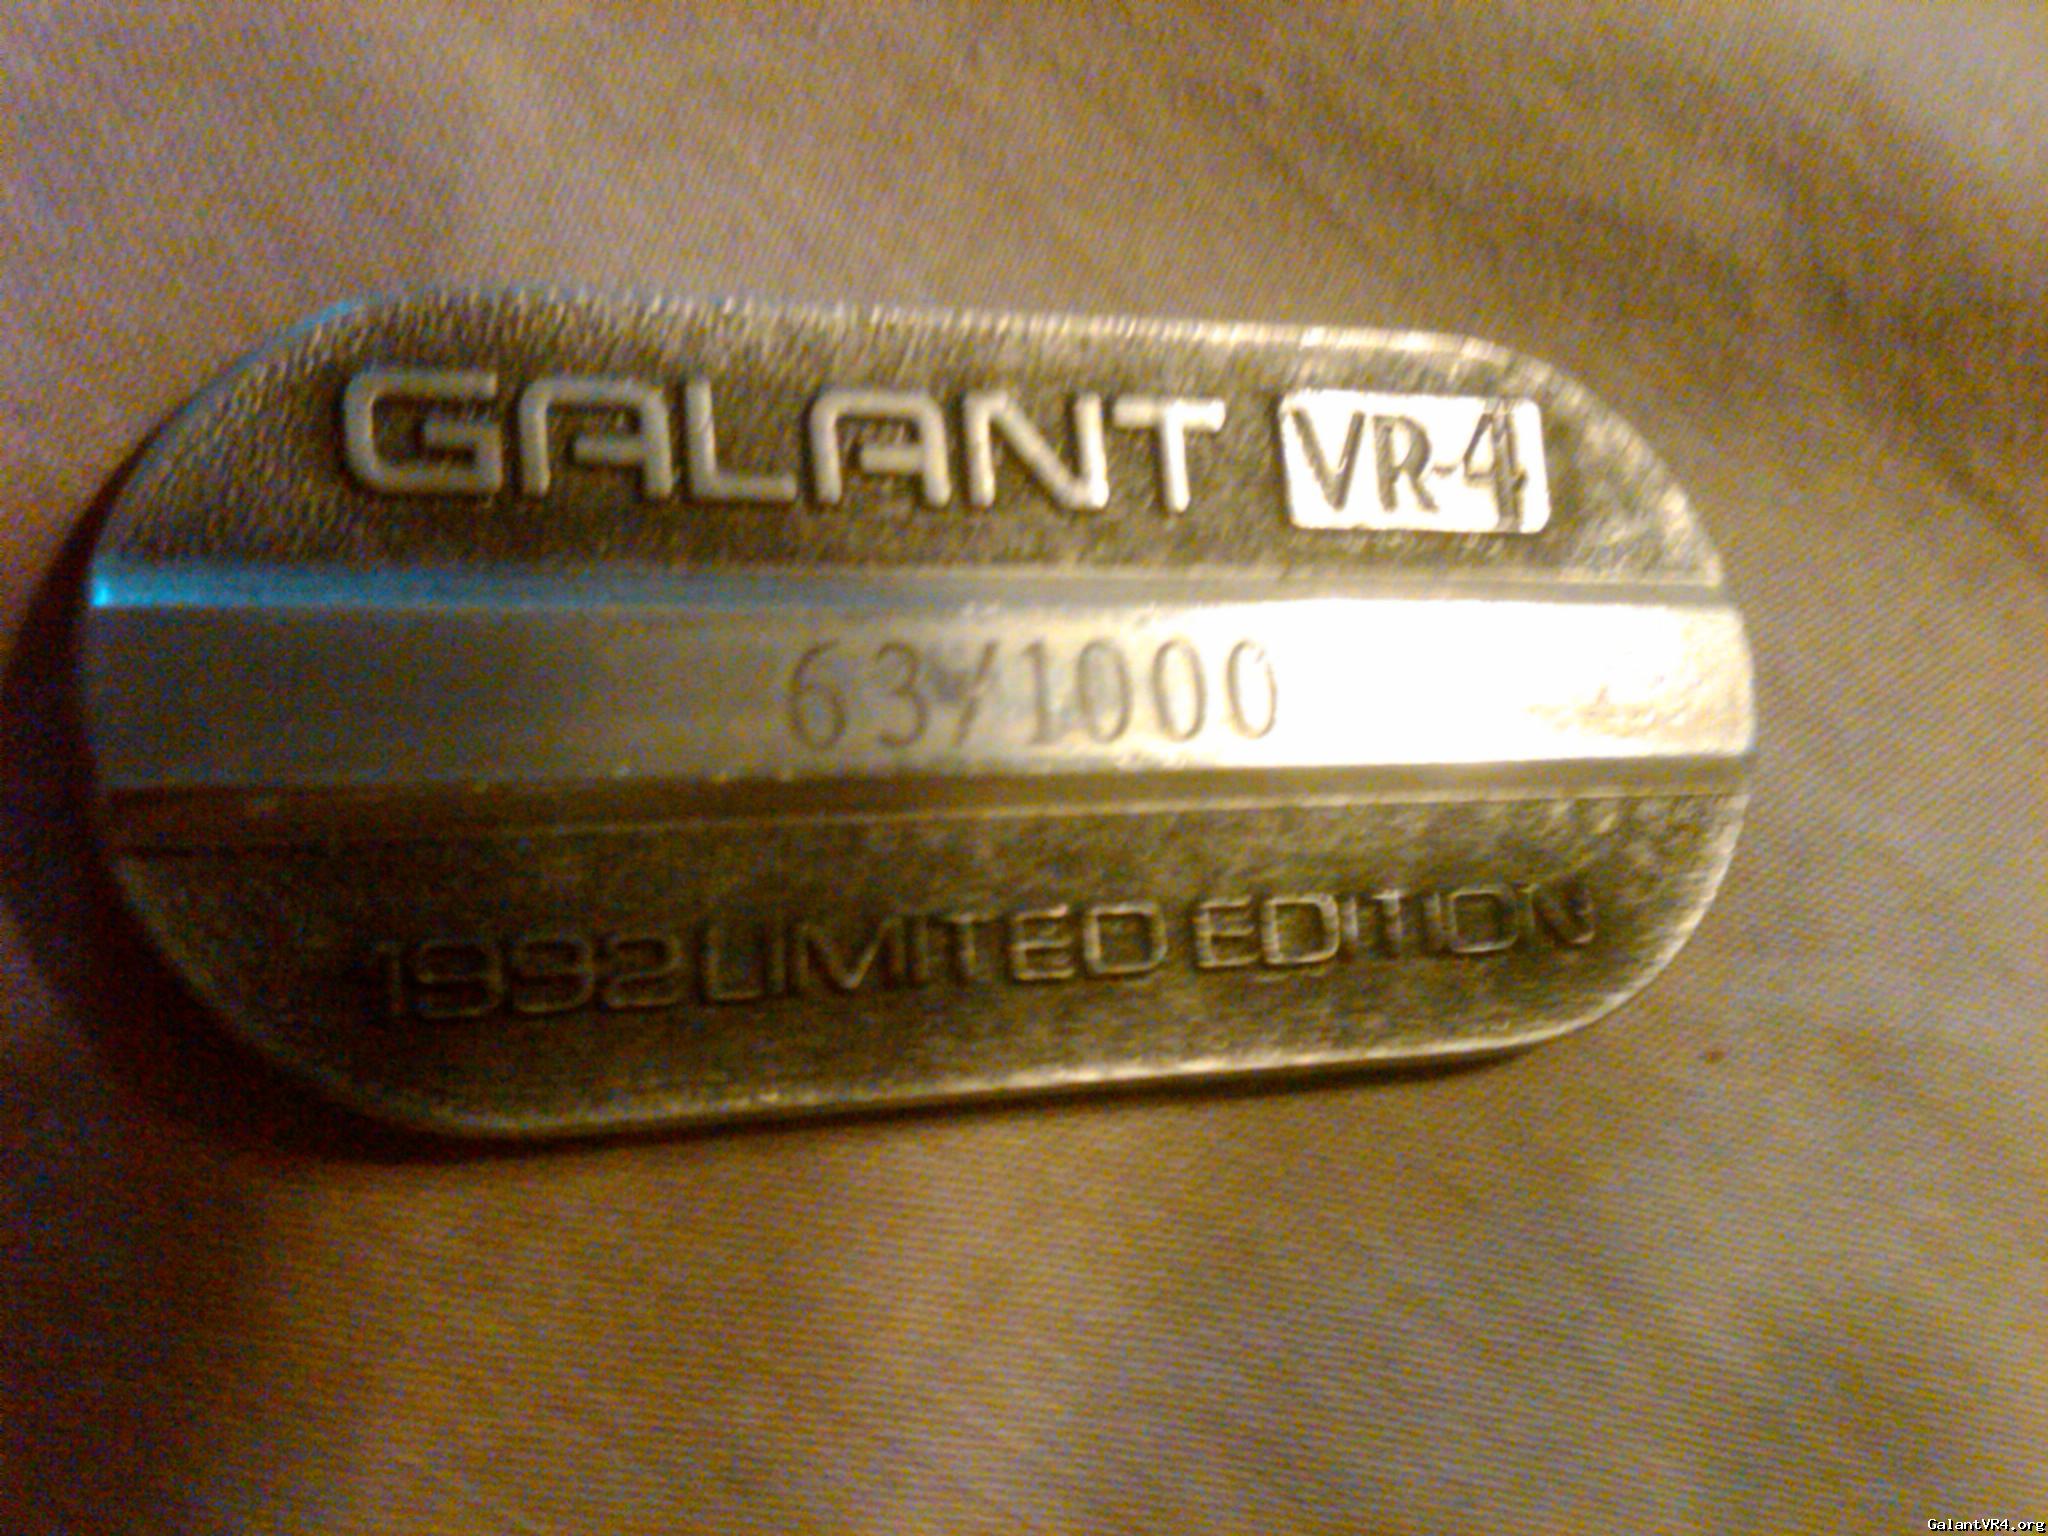 GALANT VR-4
63/1000
1992 LIMITED EDITION
GalantVR4.org